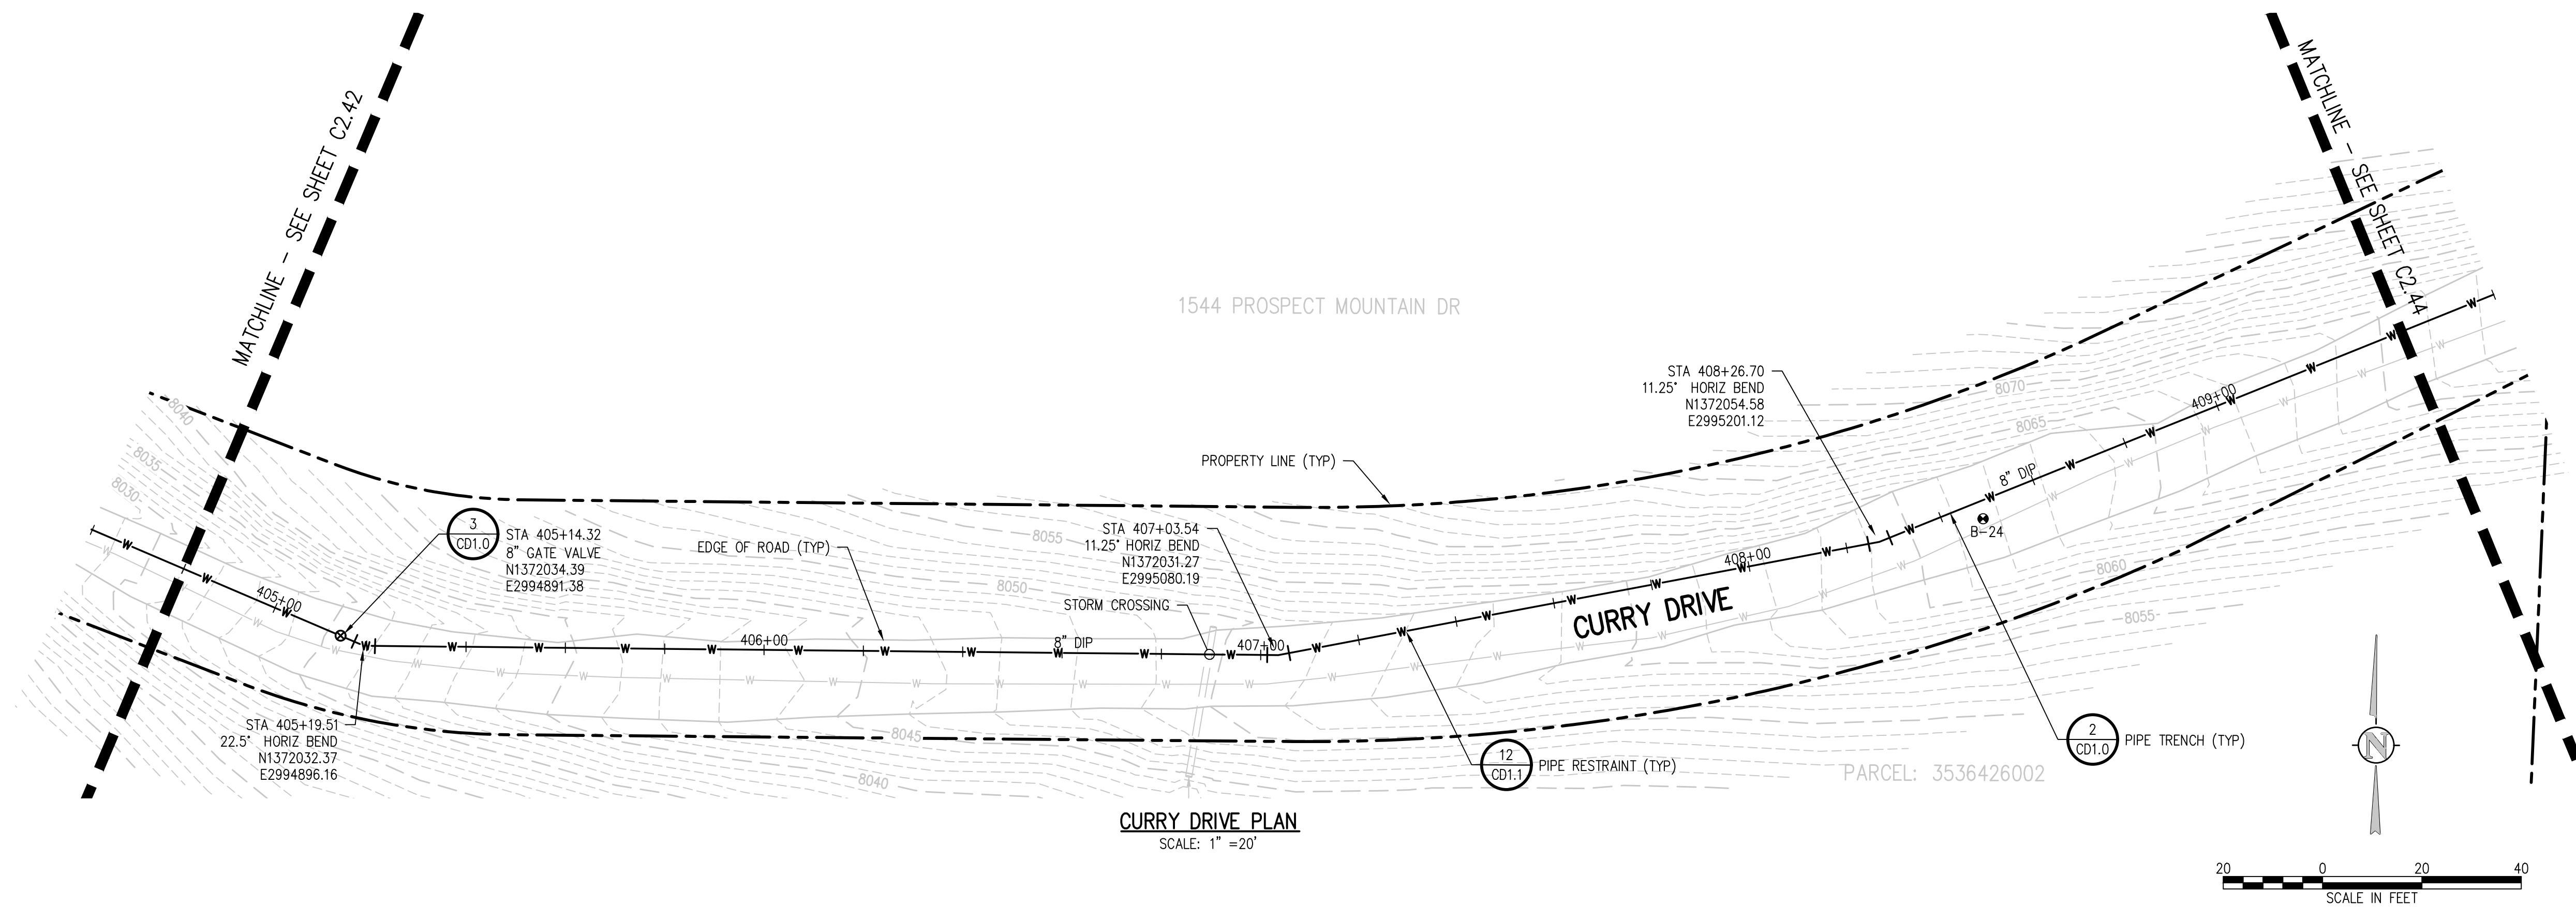 MATCHLINE - SEE SHEET C2.42
MATCHLINE - SEE SHEET C2.44
1544 PROSPECT MOUNTAIN DR
STA 408+26.70
11.25° HORIZ BEND
N1372054.58
E2995201.12
8070
8065
409+00
8040
8035
8030
PROPERTY LINE (TYP)
8" DIP
B-24
3
CD1.0
STA 405+14.32
8" GATE VALVE
N1372034.39
E2994891.38
EDGE OF ROAD (TYP)
8055
STA 407+03.54
11.25° HORIZ BEND
N1372031.27
E2995080.19
8050
STORM CROSSING
408+00
8060
405+00
406+00
8" DIP
407+00
CURRY DRIVE
8055
STA 405+19.51
22.5° HORIZ BEND
N1372032.37
E2994896.16
8045
8040
12
CD1.1
PIPE RESTRAINT (TYP)
2
CD1.0
PIPE TRENCH (TYP)
PARCEL: 3536426002
N
W W W W W W W W W W W W W W W W W W W W W W W W W W W W
CURRY DRIVE PLAN
SCALE: 1" =20'
20 0 20 40
SCALE IN FEET